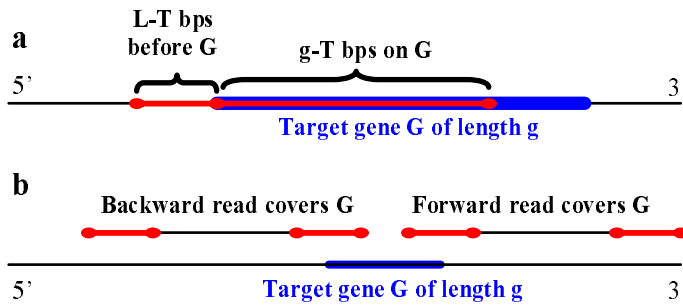 a
L-T bps
before G
g-T bps on G
5’
3
Target gene G of length g
b
Backward read covers G
Forward read covers G
5’
3
Target gene G of length g